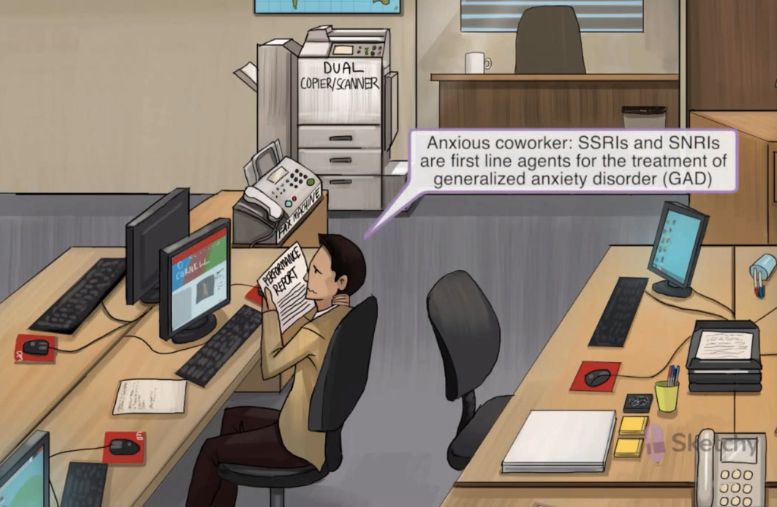 DUAL
COPIER/SCANNER
Anxious coworker: SSRIs and SNRIs
are first line agents for the treatment of
generalized anxiety disorder (GAD)
FAX MACHINE
PERFORMANCE
REPORT
CORNELL
Sketchy